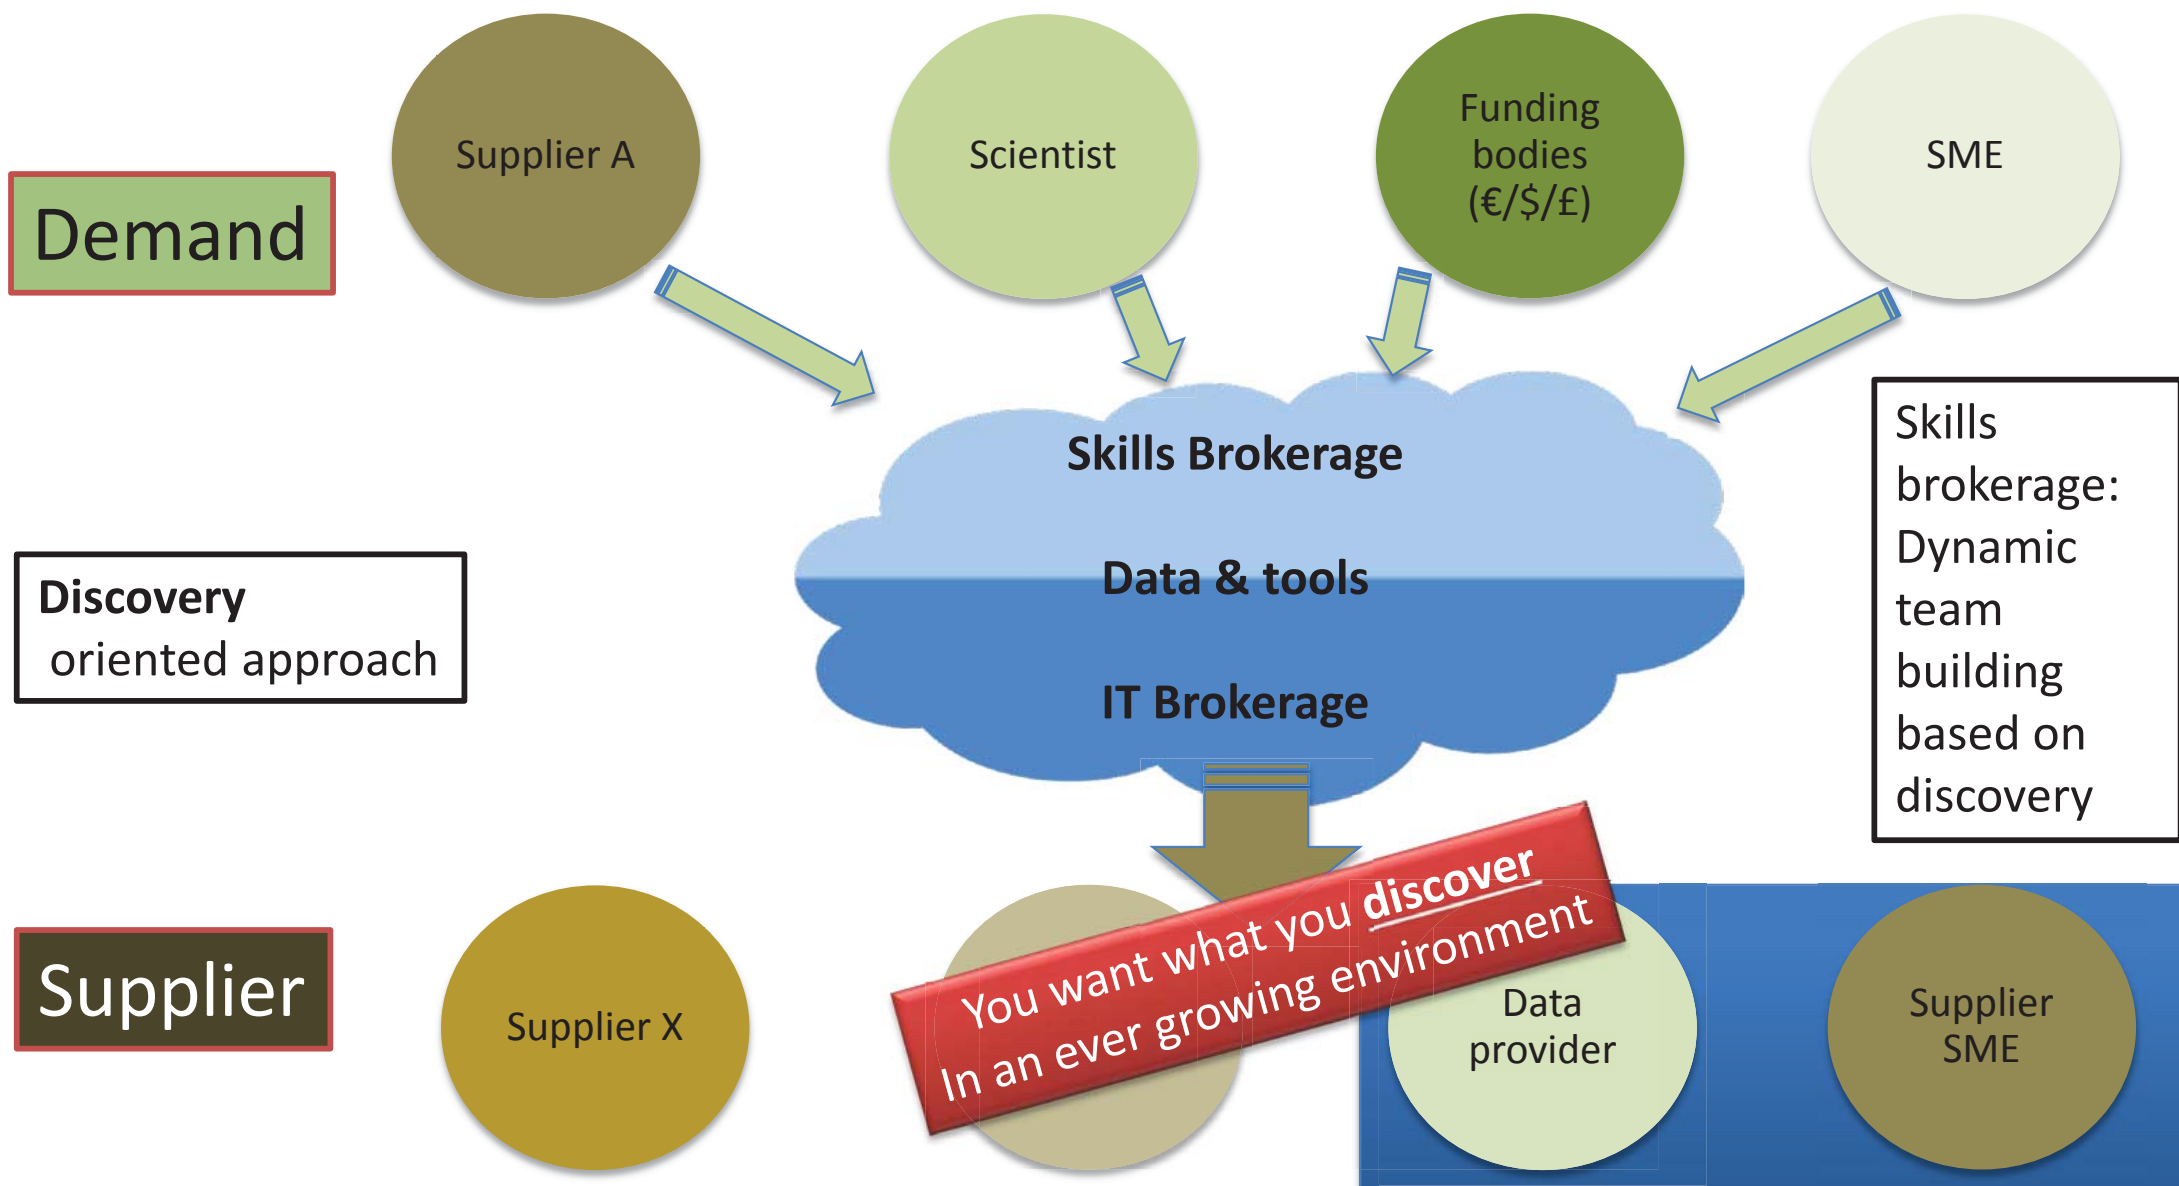 Supplier A
Scientist
Funding
bodies
(€/$/£)
SME
Demand
Skills Brokerage
Data & tools
IT Brokerage
Skills
brokerage:
Dynamic
team
building
based on
discovery
Discovery
oriented approach
You want what you discover
In an ever growing environment
Supplier
Supplier X
Data
provider
Supplier
SME